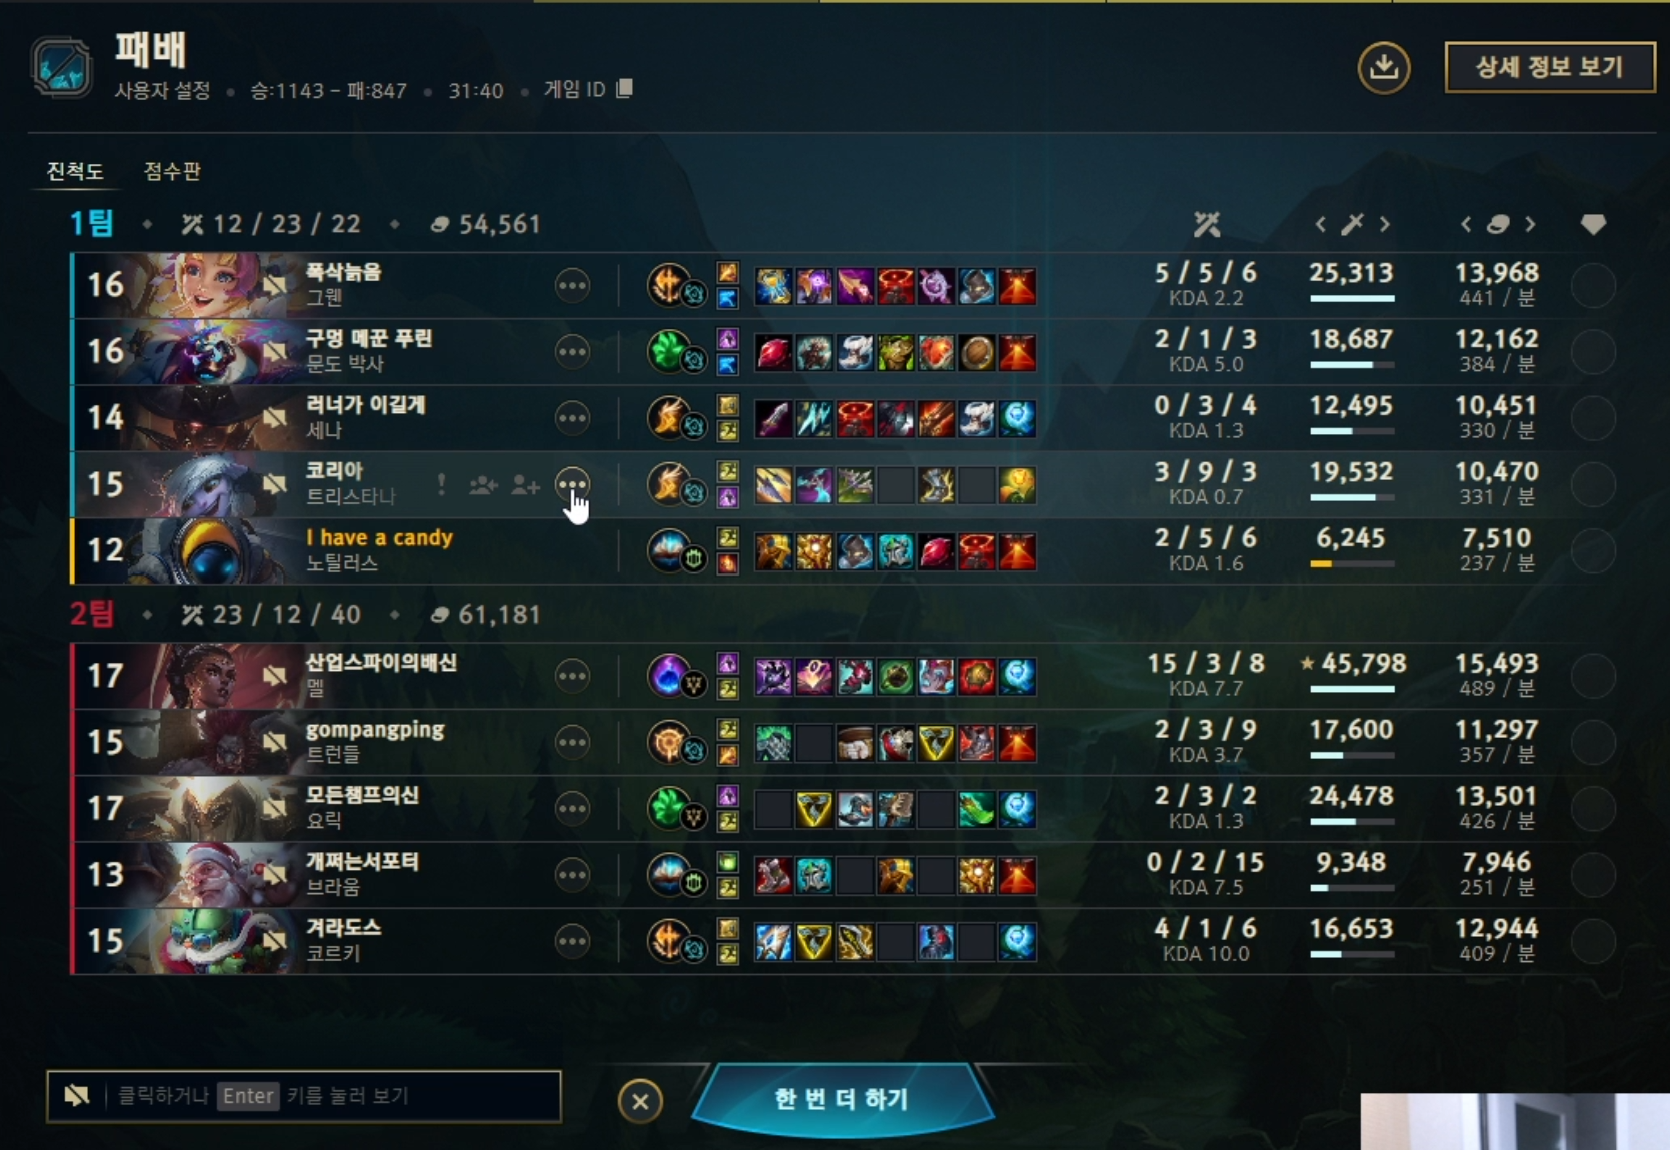 패배
사용자 설정 • 승:1143 - 패:847 • 31:40 • 게임 ID
상세 정보 보기
진척도 점수판
1팀 12 / 23 / 22 54,561
16 폭삭늙음 그웬 5 / 5 / 6 KDA 2.2 25,313 13,968 441 / 분
16 구멍 메꾼 푸린 문도 박사 2 / 1 / 3 KDA 5.0 18,687 12,162 384 / 분
14 러너가 이길게 세나 0 / 3 / 4 KDA 1.3 12,495 10,451 330 / 분
15 코리아 트리스타나 3 / 9 / 3 KDA 0.7 19,532 10,470 331 / 분
12 I have a candy 노틸러스 2 / 5 / 6 KDA 1.6 6,245 7,510 237 / 분
2팀 23 / 12 / 40 61,181
17 산업스파이의배신 멜 15 / 3 / 8 KDA 7.7 45,798 15,493 489 / 분
15 gompangping 트런들 2 / 3 / 9 KDA 3.7 17,600 11,297 357 / 분
17 모든챔프의신 요릭 2 / 3 / 2 KDA 1.3 24,478 13,501 426 / 분
13 개쩌는서포터 브라움 0 / 2 / 15 KDA 7.5 9,348 7,946 251 / 분
15 겨라도스 코르키 4 / 1 / 6 KDA 10.0 16,653 12,944 409 / 분
클릭하거나 Enter 키를 눌러 보기
한 번 더 하기